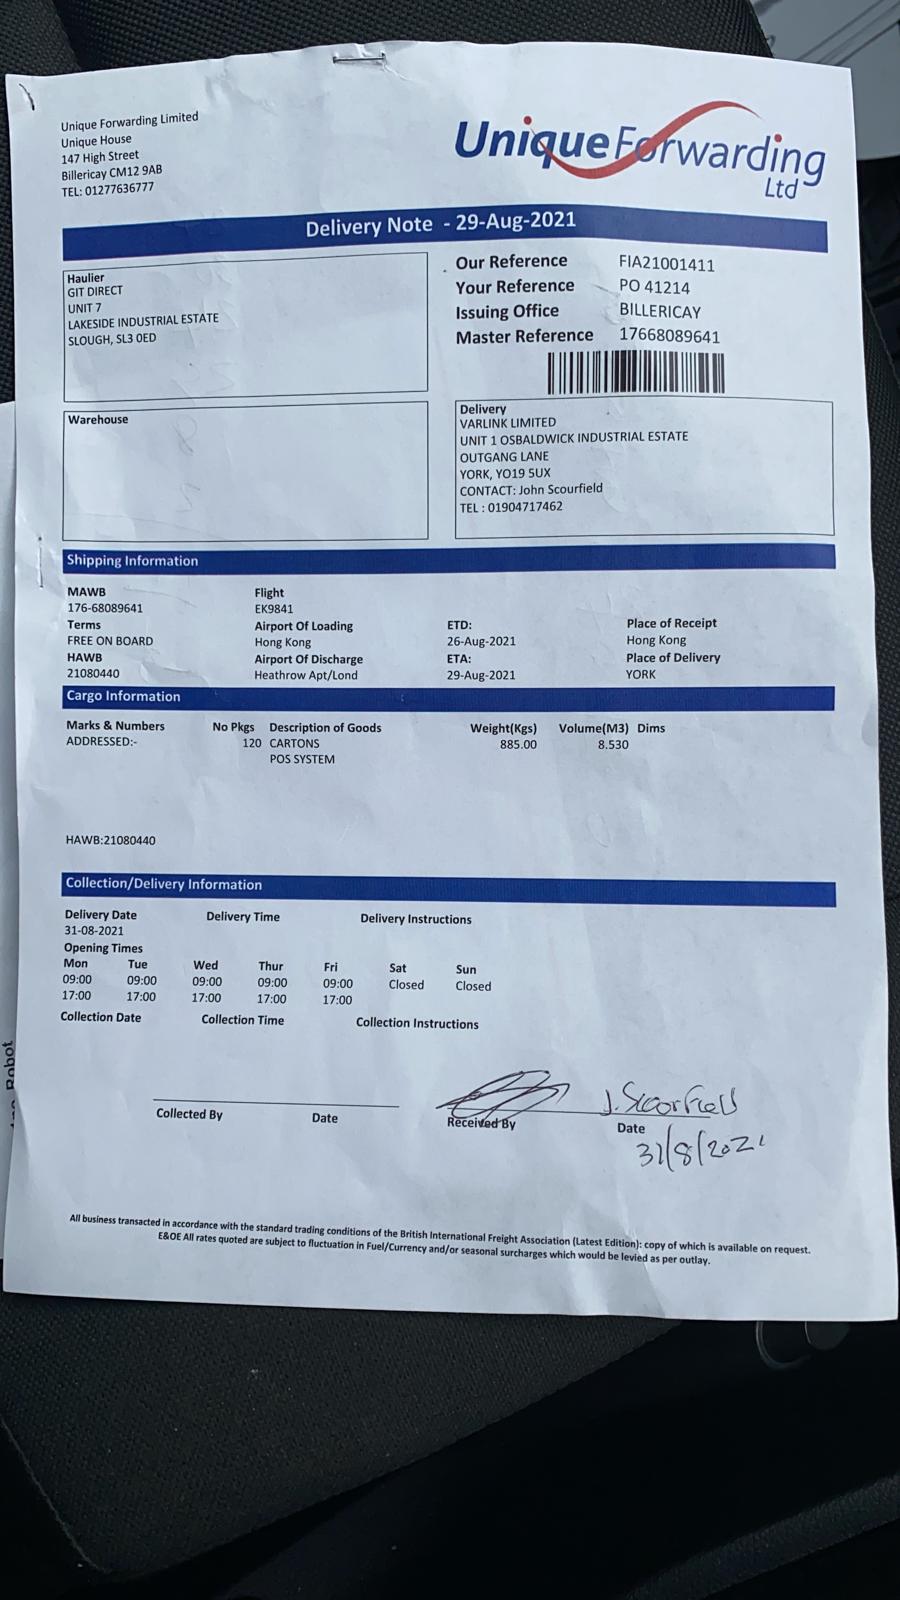 Unique Forwarding Limited
Unique House
147 High Street
Billericay CM12 9AB
TEL: 01277636777
Unique Forwarding
Ltd
Delivery Note - 29-Aug-2021
Haulier
GIT DIRECT
UNIT 7
LAKESIDE INDUSTRIAL ESTATE
SLOUGH, SL3 0ED
Our Reference FIA21001411
Your Reference PO 41214
Issuing Office BILLERICAY
Master Reference 17668089641
Warehouse
Delivery
VARLINK LIMITED
UNIT 1 OSBALDWICK INDUSTRIAL ESTATE
OUTGANG LANE
YORK, YO19 5UX
CONTACT: John Scourfield
TEL : 01904717462
Shipping Information
MAWB Flight
176-68089641 EK9841
Terms Airport Of Loading ETD: Place of Receipt
FREE ON BOARD Hong Kong 26-Aug-2021 Hong Kong
HAWB Airport Of Discharge ETA: Place of Delivery
21080440 Heathrow Apt/Lond 29-Aug-2021 YORK
Cargo Information
Marks & Numbers No Pkgs Description of Goods Weight(Kgs) Volume(M3) Dims
ADDRESSED:- 120 CARTONS 885.00 8.530
POS SYSTEM
HAWB:21080440
Collection/Delivery Information
Delivery Date Delivery Time Delivery Instructions
31-08-2021
Opening Times
Mon Tue Wed Thur Fri Sat Sun
09:00 09:00 09:00 09:00 09:00 Closed Closed
17:00 17:00 17:00 17:00 17:00
Collection Date Collection Time Collection Instructions
J. Scourfield
Collected By Date Received By Date
31/8/2021
All business transacted in accordance with the standard trading conditions of the British International Freight Association (Latest Edition): copy of which is available on request.
E&OE All rates quoted are subject to fluctuation in Fuel/Currency and/or seasonal surcharges which would be levied as per outlay.
Robot